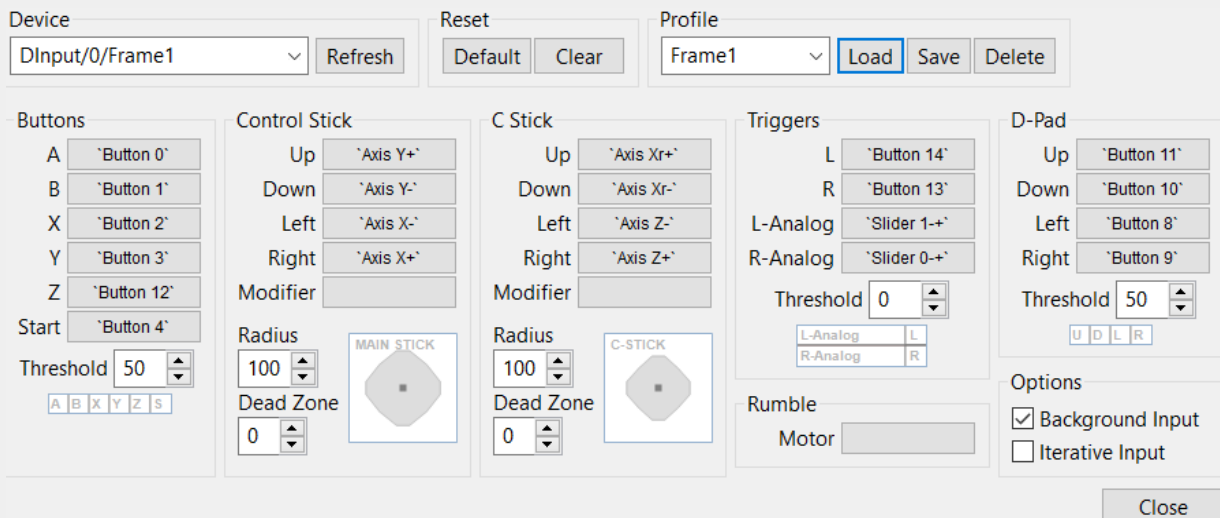 Device
DInput/0/Frame1
Refresh
Reset
Default
Clear
Profile
Frame1
Load
Save
Delete
Buttons
A `Button 0`
B `Button 1`
X `Button 2`
Y `Button 3`
Z `Button 12`
Start `Button 4`
Threshold 50
A B X Y Z S
Control Stick
Up `Axis Y+`
Down `Axis Y-`
Left `Axis X-`
Right `Axis X+`
Modifier
Radius
100
Dead Zone
0
MAIN STICK
C Stick
Up `Axis Xr+`
Down `Axis Xr-`
Left `Axis Z-`
Right `Axis Z+`
Modifier
Radius
100
Dead Zone
0
C-STICK
Triggers
L `Button 14`
R `Button 13`
L-Analog `Slider 1-+`
R-Analog `Slider 0-+`
Threshold 0
L-Analog L
R-Analog R
Rumble
Motor
D-Pad
Up `Button 11`
Down `Button 10`
Left `Button 8`
Right `Button 9`
Threshold 50
U D L R
Options
Background Input
Iterative Input
Close